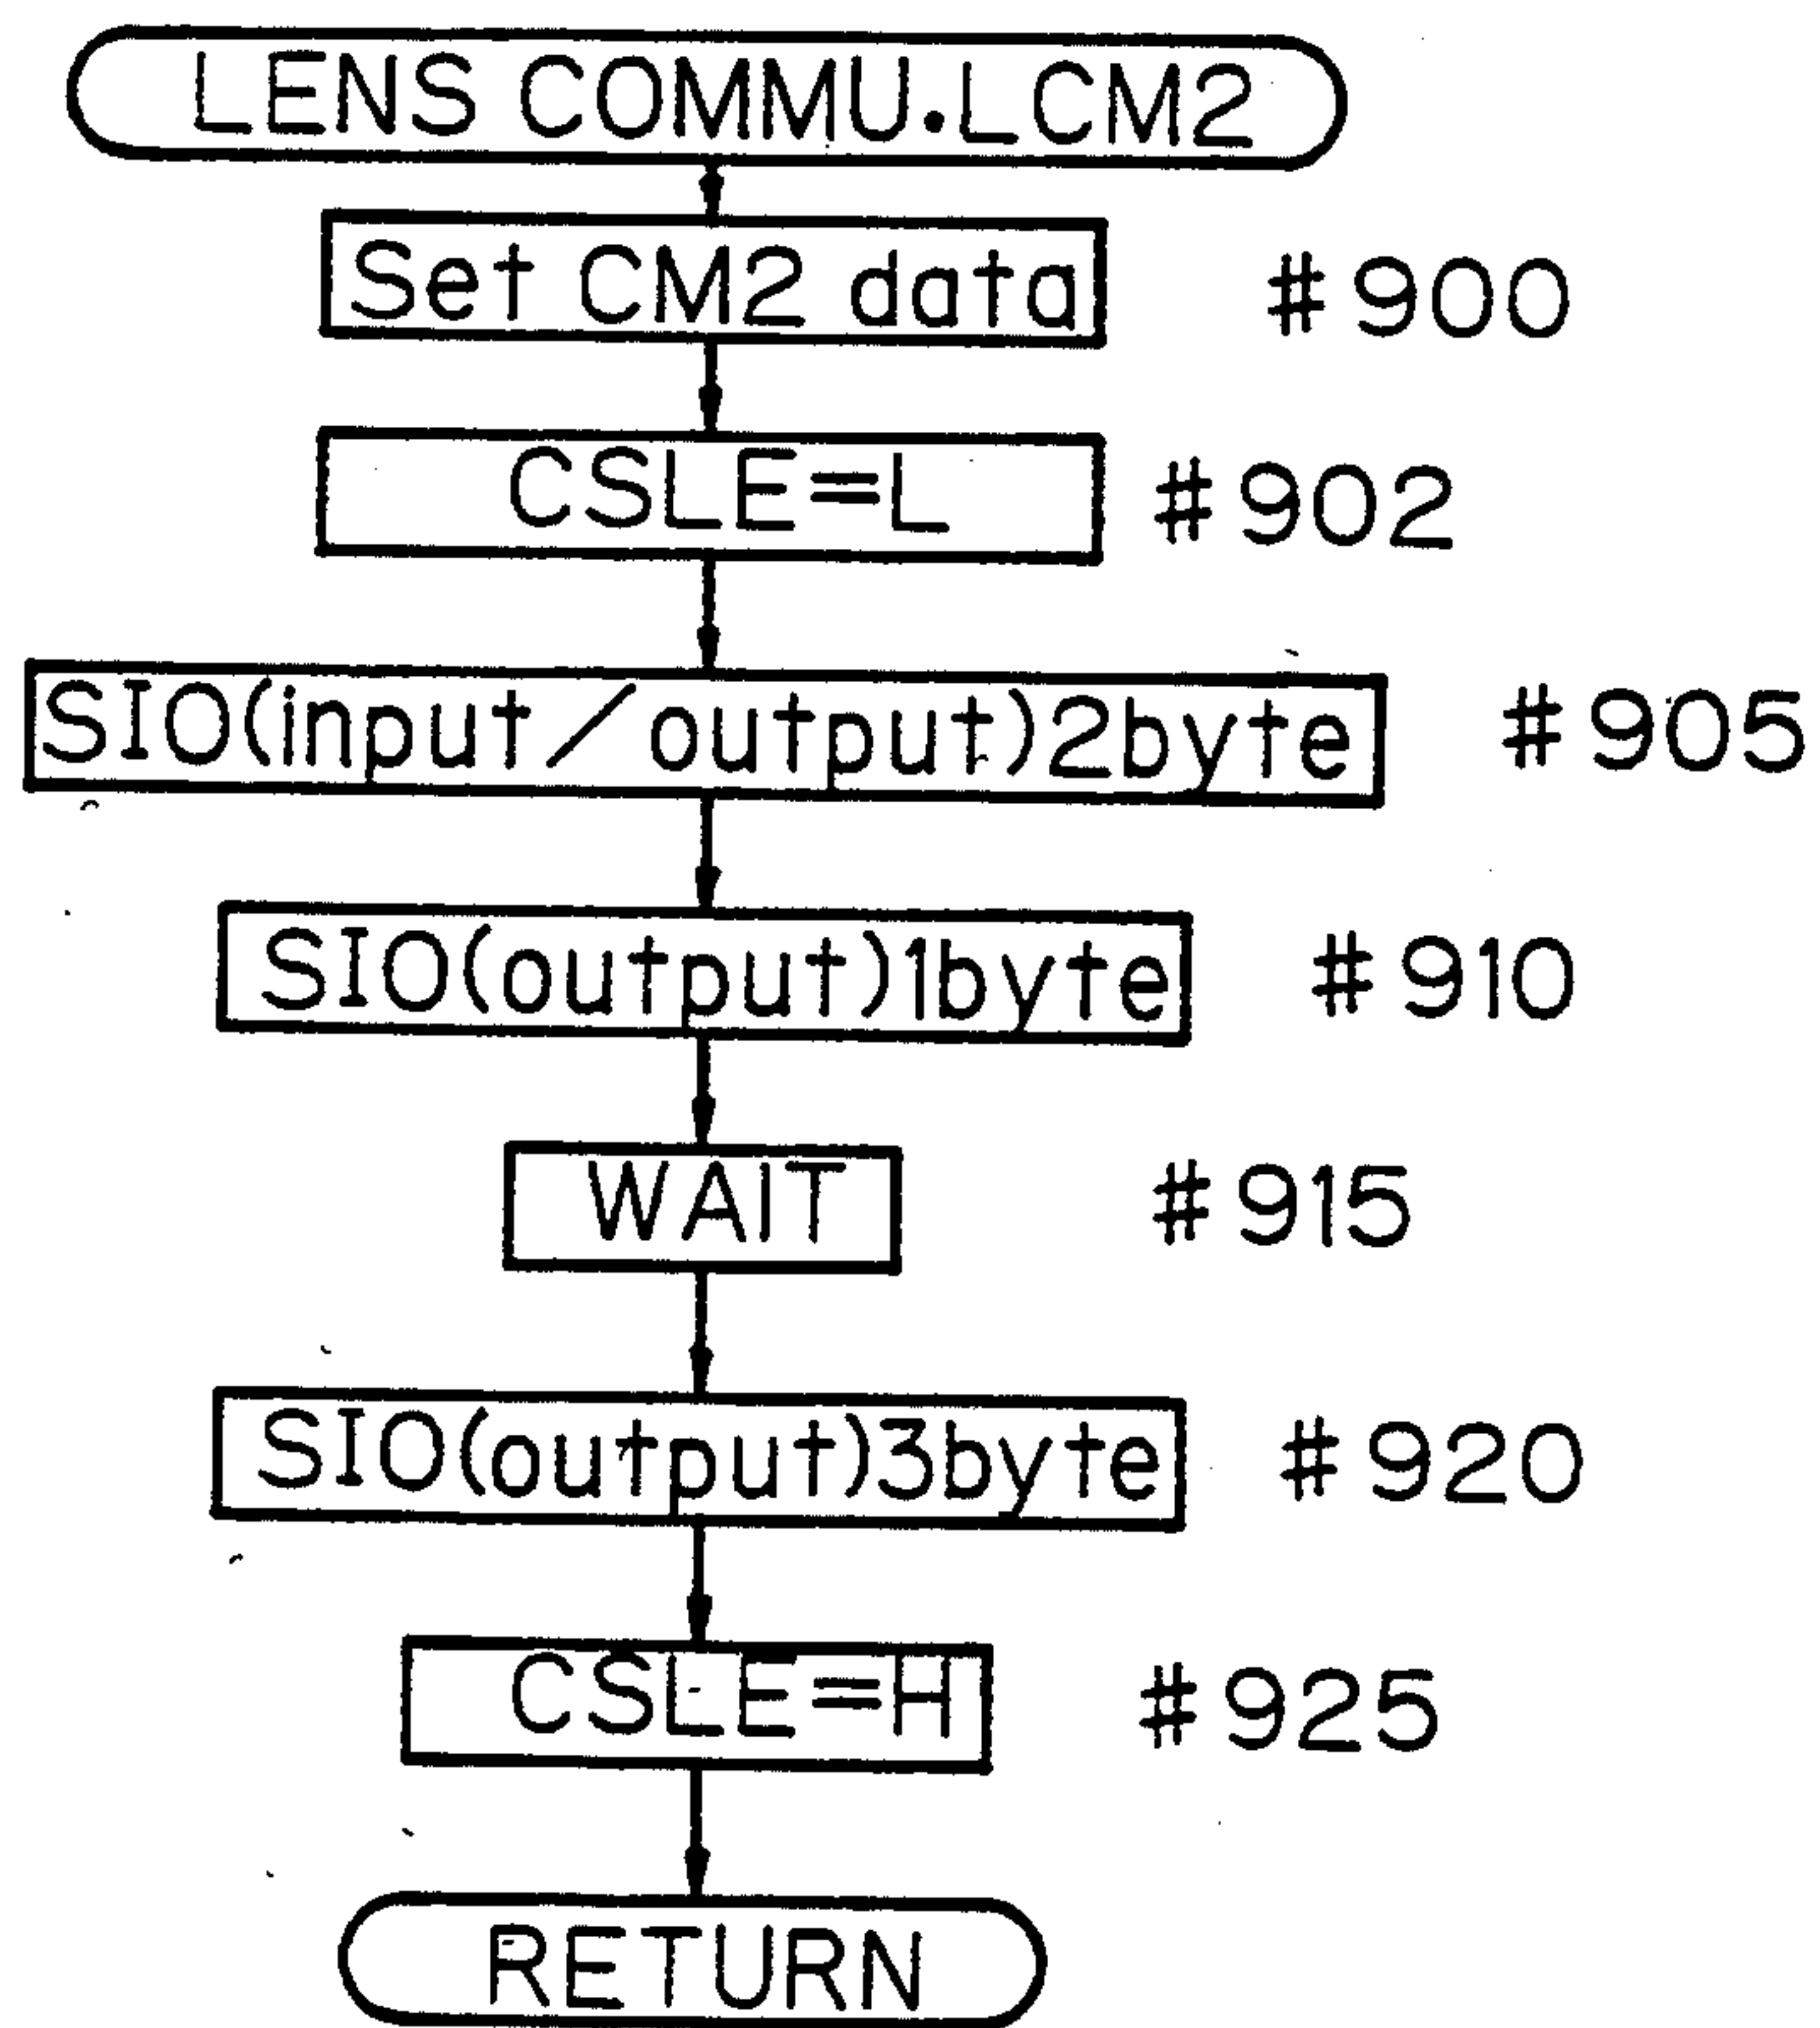 LENS COMMU.LCM2
Set CM2 data #900
CSLE=L #902
SIO(input/output)2byte #905
SIO(output)1byte #910
WAIT #915
SIO(output)3byte #920
CSLE=H #925
RETURN